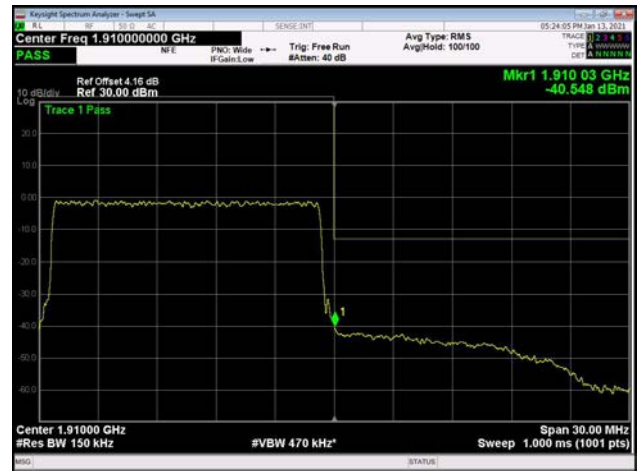 Keysight Spectrum Analyzer - Swept SA
RL RF 50 Ω AC SENSE:INT 05:24:05 PM Jan 13, 2021
Center Freq 1.910000000 GHz
PASS
NFE
PNO: Wide
IFGain:Low
Trig: Free Run
#Atten: 40 dB
Avg Type: RMS
Avg|Hold: 100/100
TRACE 1 2 3 4 5 6
TYPE A WWWWW
DET A NNNNN
Ref Offset 4.16 dB
10 dB/div Ref 30.00 dBm
Log
Mkr1 1.910 03 GHz
-40.548 dBm
Trace 1 Pass
20.0
10.0
0.00
-10.0
-20.0
-30.0
-40.0
-50.0
-60.0
1
Center 1.91000 GHz
Span 30.00 MHz
#Res BW 150 kHz
#VBW 470 kHz*
Sweep 1.000 ms (1001 pts)
MSG STATUS